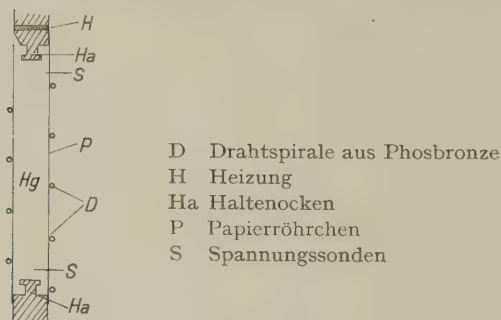 H
Ha
S
P
Hg
D
S
Ha
D Drahtspirale aus Phosbronze
H Heizung
Ha Haltenocken
P Papierröhrchen
S Spannungssonden